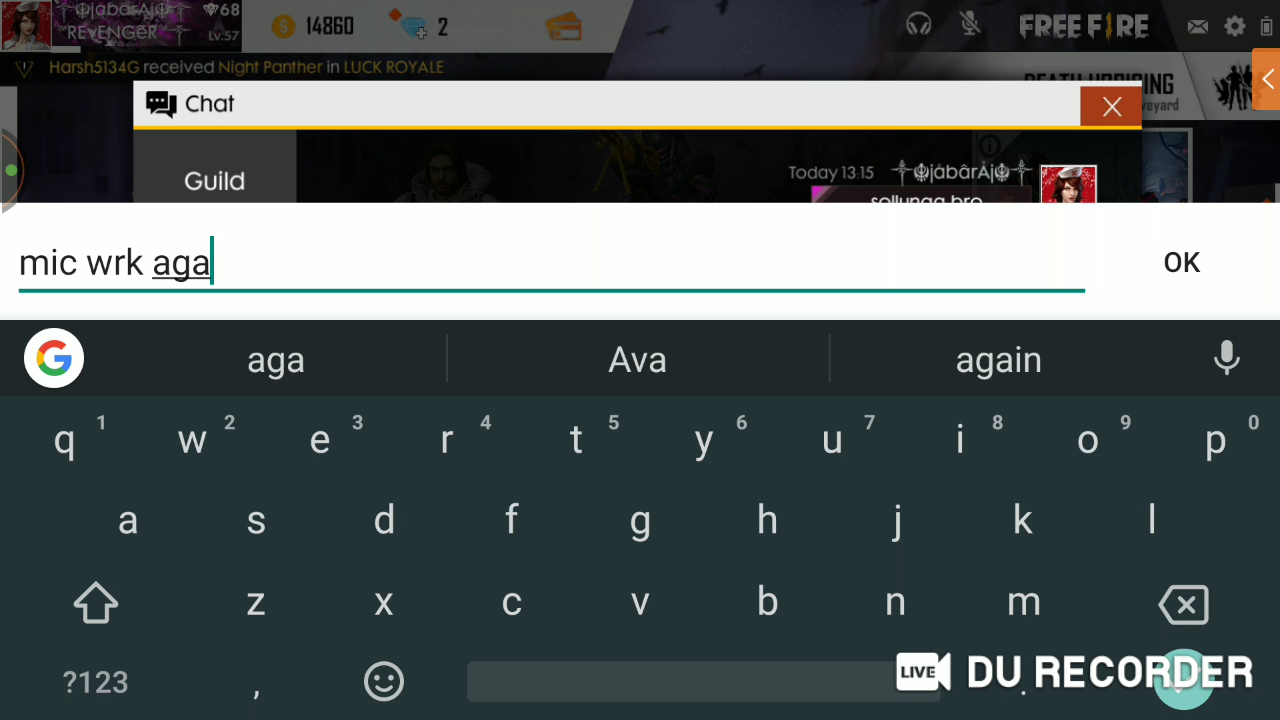 68
REVENGER
Lv.57
14860
2
FREE FIRE
Harsh5134G received Night Panther in LUCK ROYALE
Chat
Guild
Today 13:15
sollunga bro
mic wrk aga
OK
aga
Ava
again
q 1 w 2 e 3 r 4 t 5 y 6 u 7 i 8 o 9 p 0
a s d f g h j k l
z x c v b n m
?123 , .
LIVE DU RECORDER